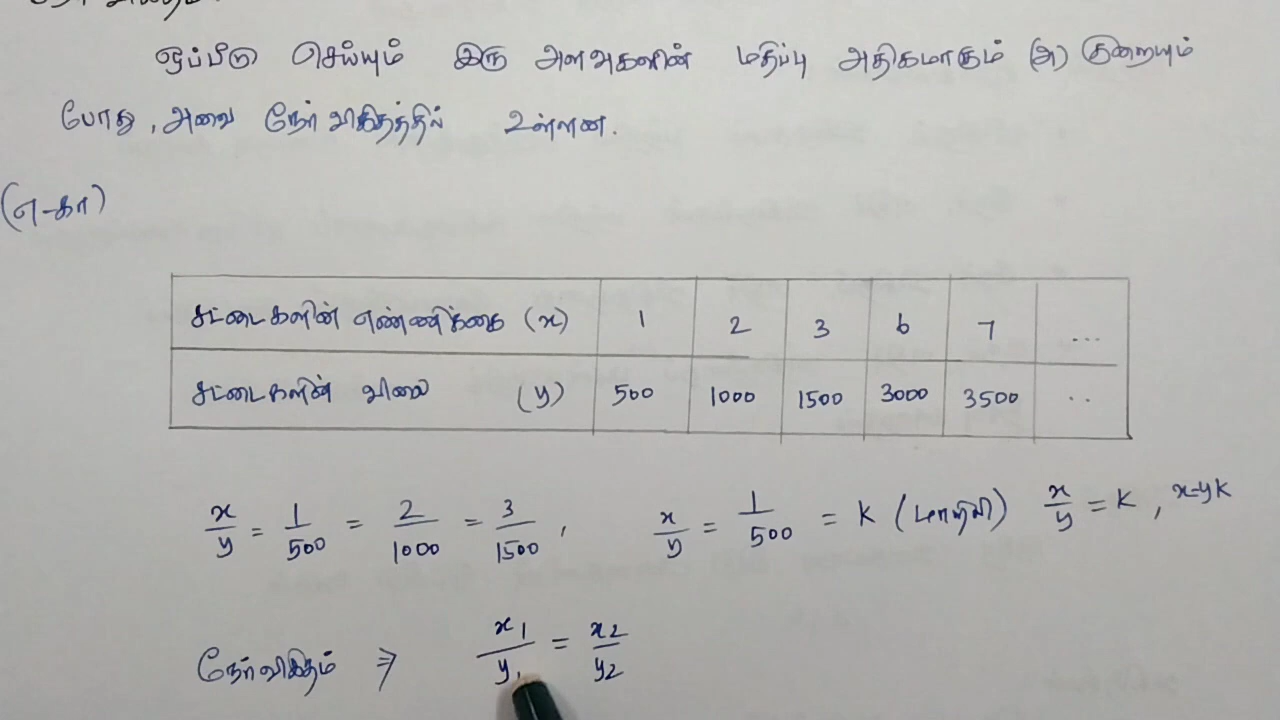 நேர் விகிதம்:
ஒப்பீடு செய்யும் இரு அளவுகளின் மதிப்பு அதிகமாகும் (அ) குறையும்
போது, அவை நேர் விகிதத்தில் உள்ளன.
(எ-கா)
சட்டைகளின் எண்ணிக்கை (x) 1 2 3 6 7 ...
சட்டைகளின் விலை (y) 500 1000 1500 3000 3500 ..
x/y = 1/500 = 2/1000 = 3/1500 , x/y = 1/500 = K (மாறிலி) x/y = K , x=yK
நேர்விகிதம் ⇒ x₁/y₁ = x₂/y₂